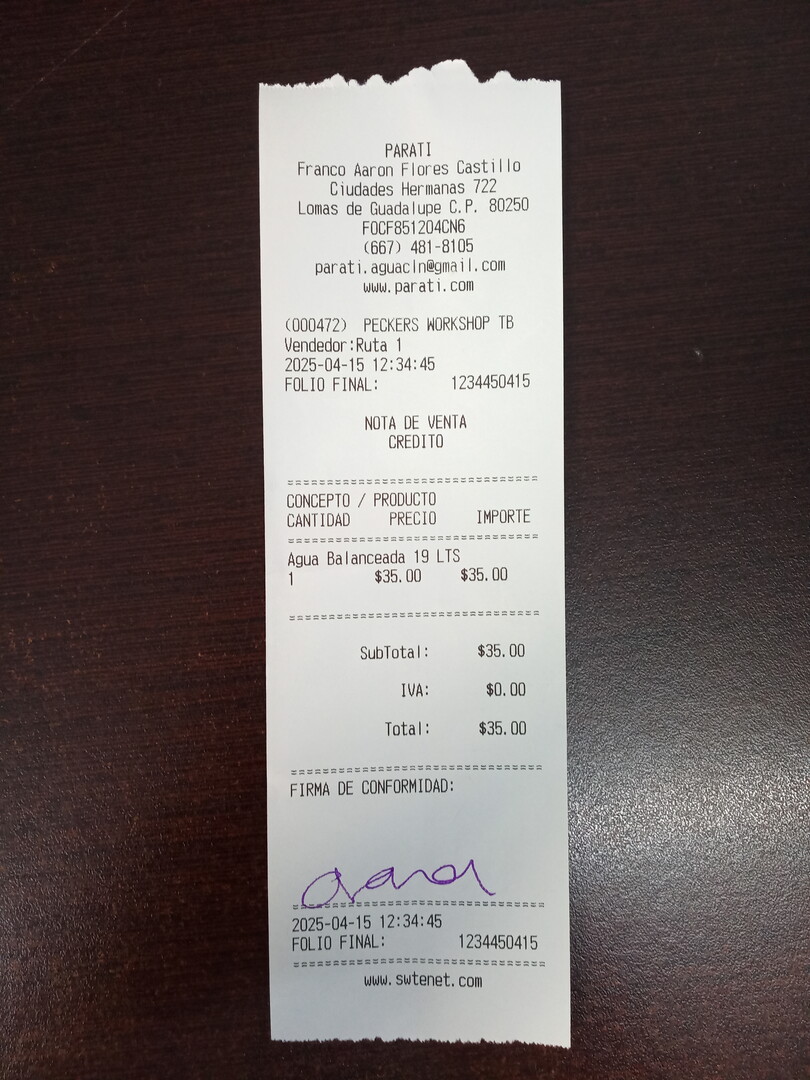 PARATI
Franco Aaron Flores Castillo
Ciudades Hermanas 722
Lomas de Guadalupe C.P. 80250
FOCF851204CN6
(667) 481-8105
parati.aguacln@gmail.com
www.parati.com
(000472) PECKERS WORKSHOP TB
Vendedor:Ruta 1
2025-04-15 12:34:45
FOLIO FINAL: 1234450415
NOTA DE VENTA
CREDITO
==============================
CONCEPTO / PRODUCTO
CANTIDAD PRECIO IMPORTE
==============================
Agua Balanceada 19 LTS
1 $35.00 $35.00
==============================
SubTotal: $35.00
IVA: $0.00
Total: $35.00
==============================
FIRMA DE CONFORMIDAD:
==============================
2025-04-15 12:34:45
FOLIO FINAL: 1234450415
==============================
www.swtenet.com